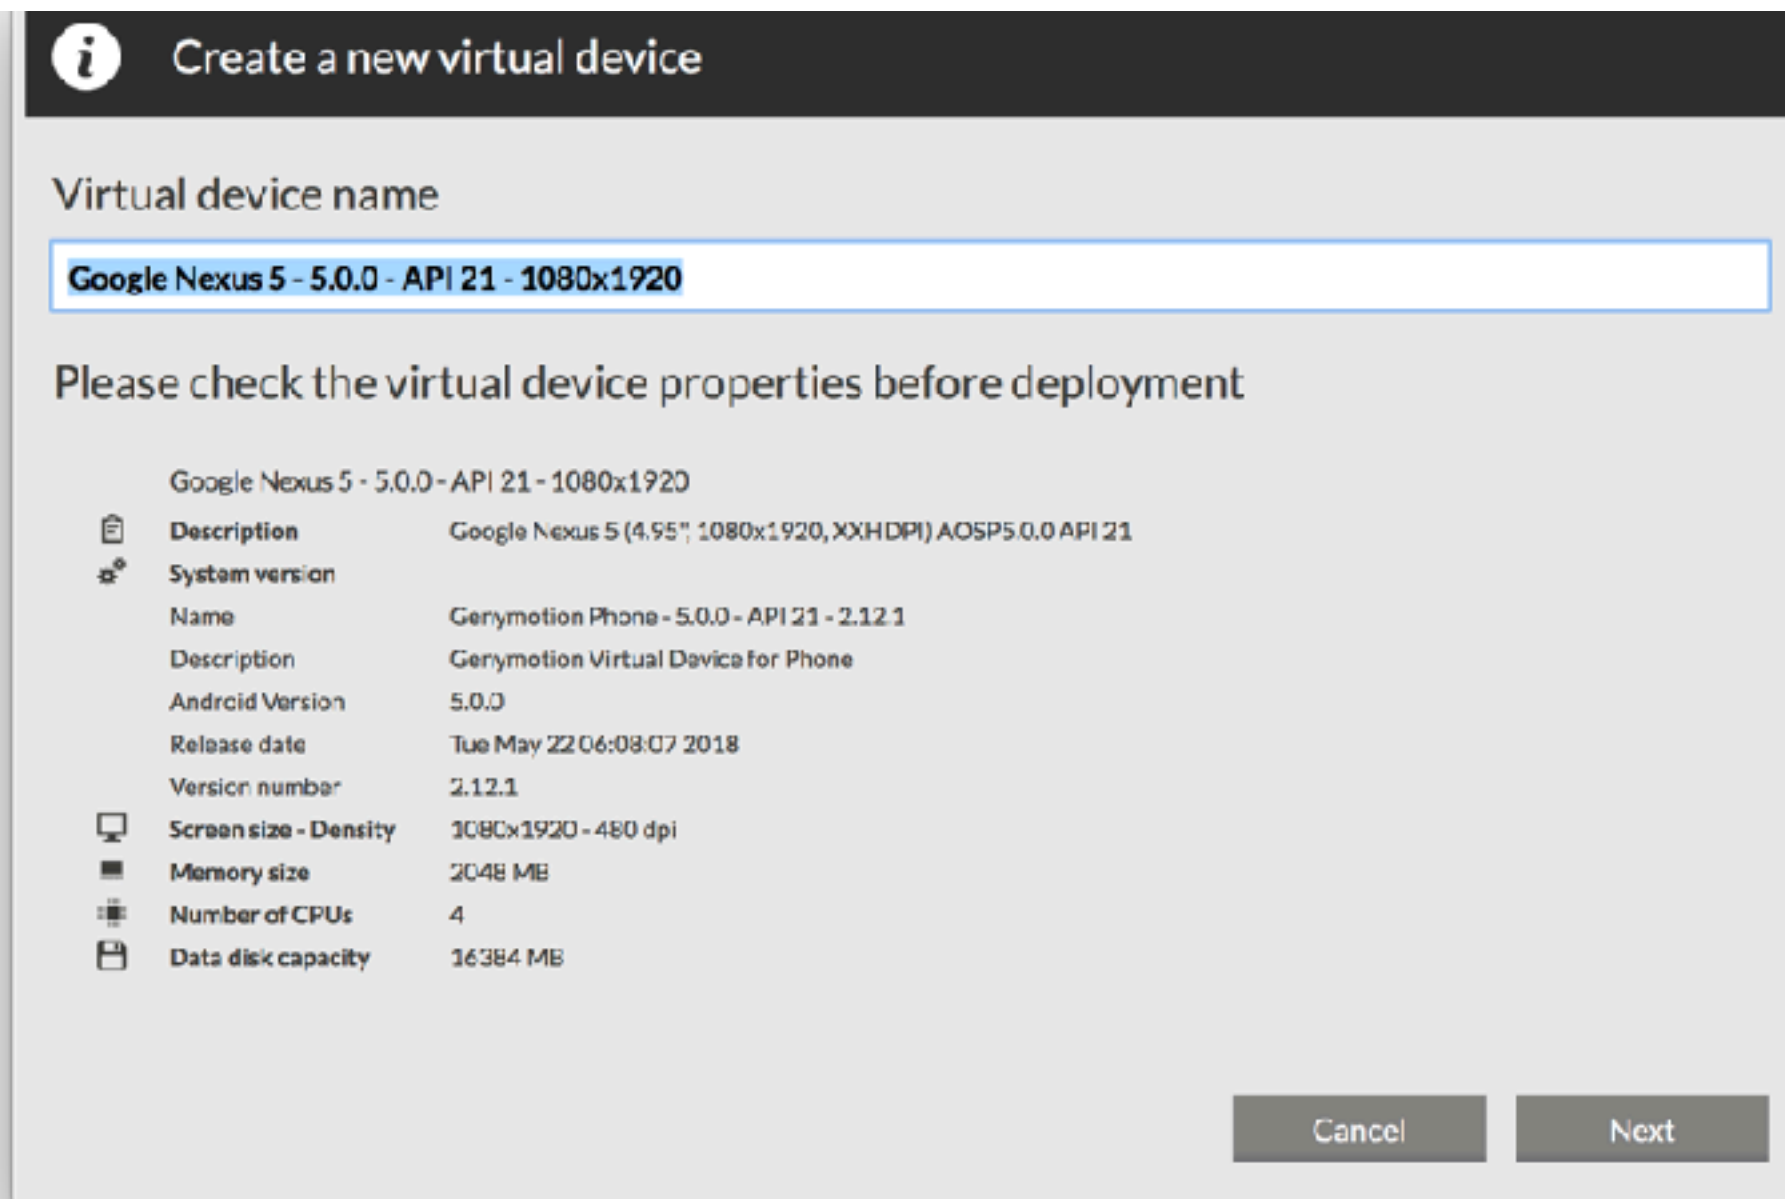 i Create a new virtual device
Virtual device name
Google Nexus 5 - 5.0.0 - API 21 - 1080x1920
Please check the virtual device properties before deployment
Google Nexus 5 - 5.0.0 - API 21 - 1080x1920
Description Google Nexus 5 (4.95", 1080x1920, XXHDPI) AOSP5.0.0 API 21
System version
Name Genymotion Phone - 5.0.0 - API 21 - 2.12.1
Description Genymotion Virtual Device for Phone
Android Version 5.0.0
Release date Tue May 22 06:08:07 2018
Version number 2.12.1
Screen size - Density 1080x1920 - 480 dpi
Memory size 2048 MB
Number of CPUs 4
Data disk capacity 16384 MB
Cancel Next